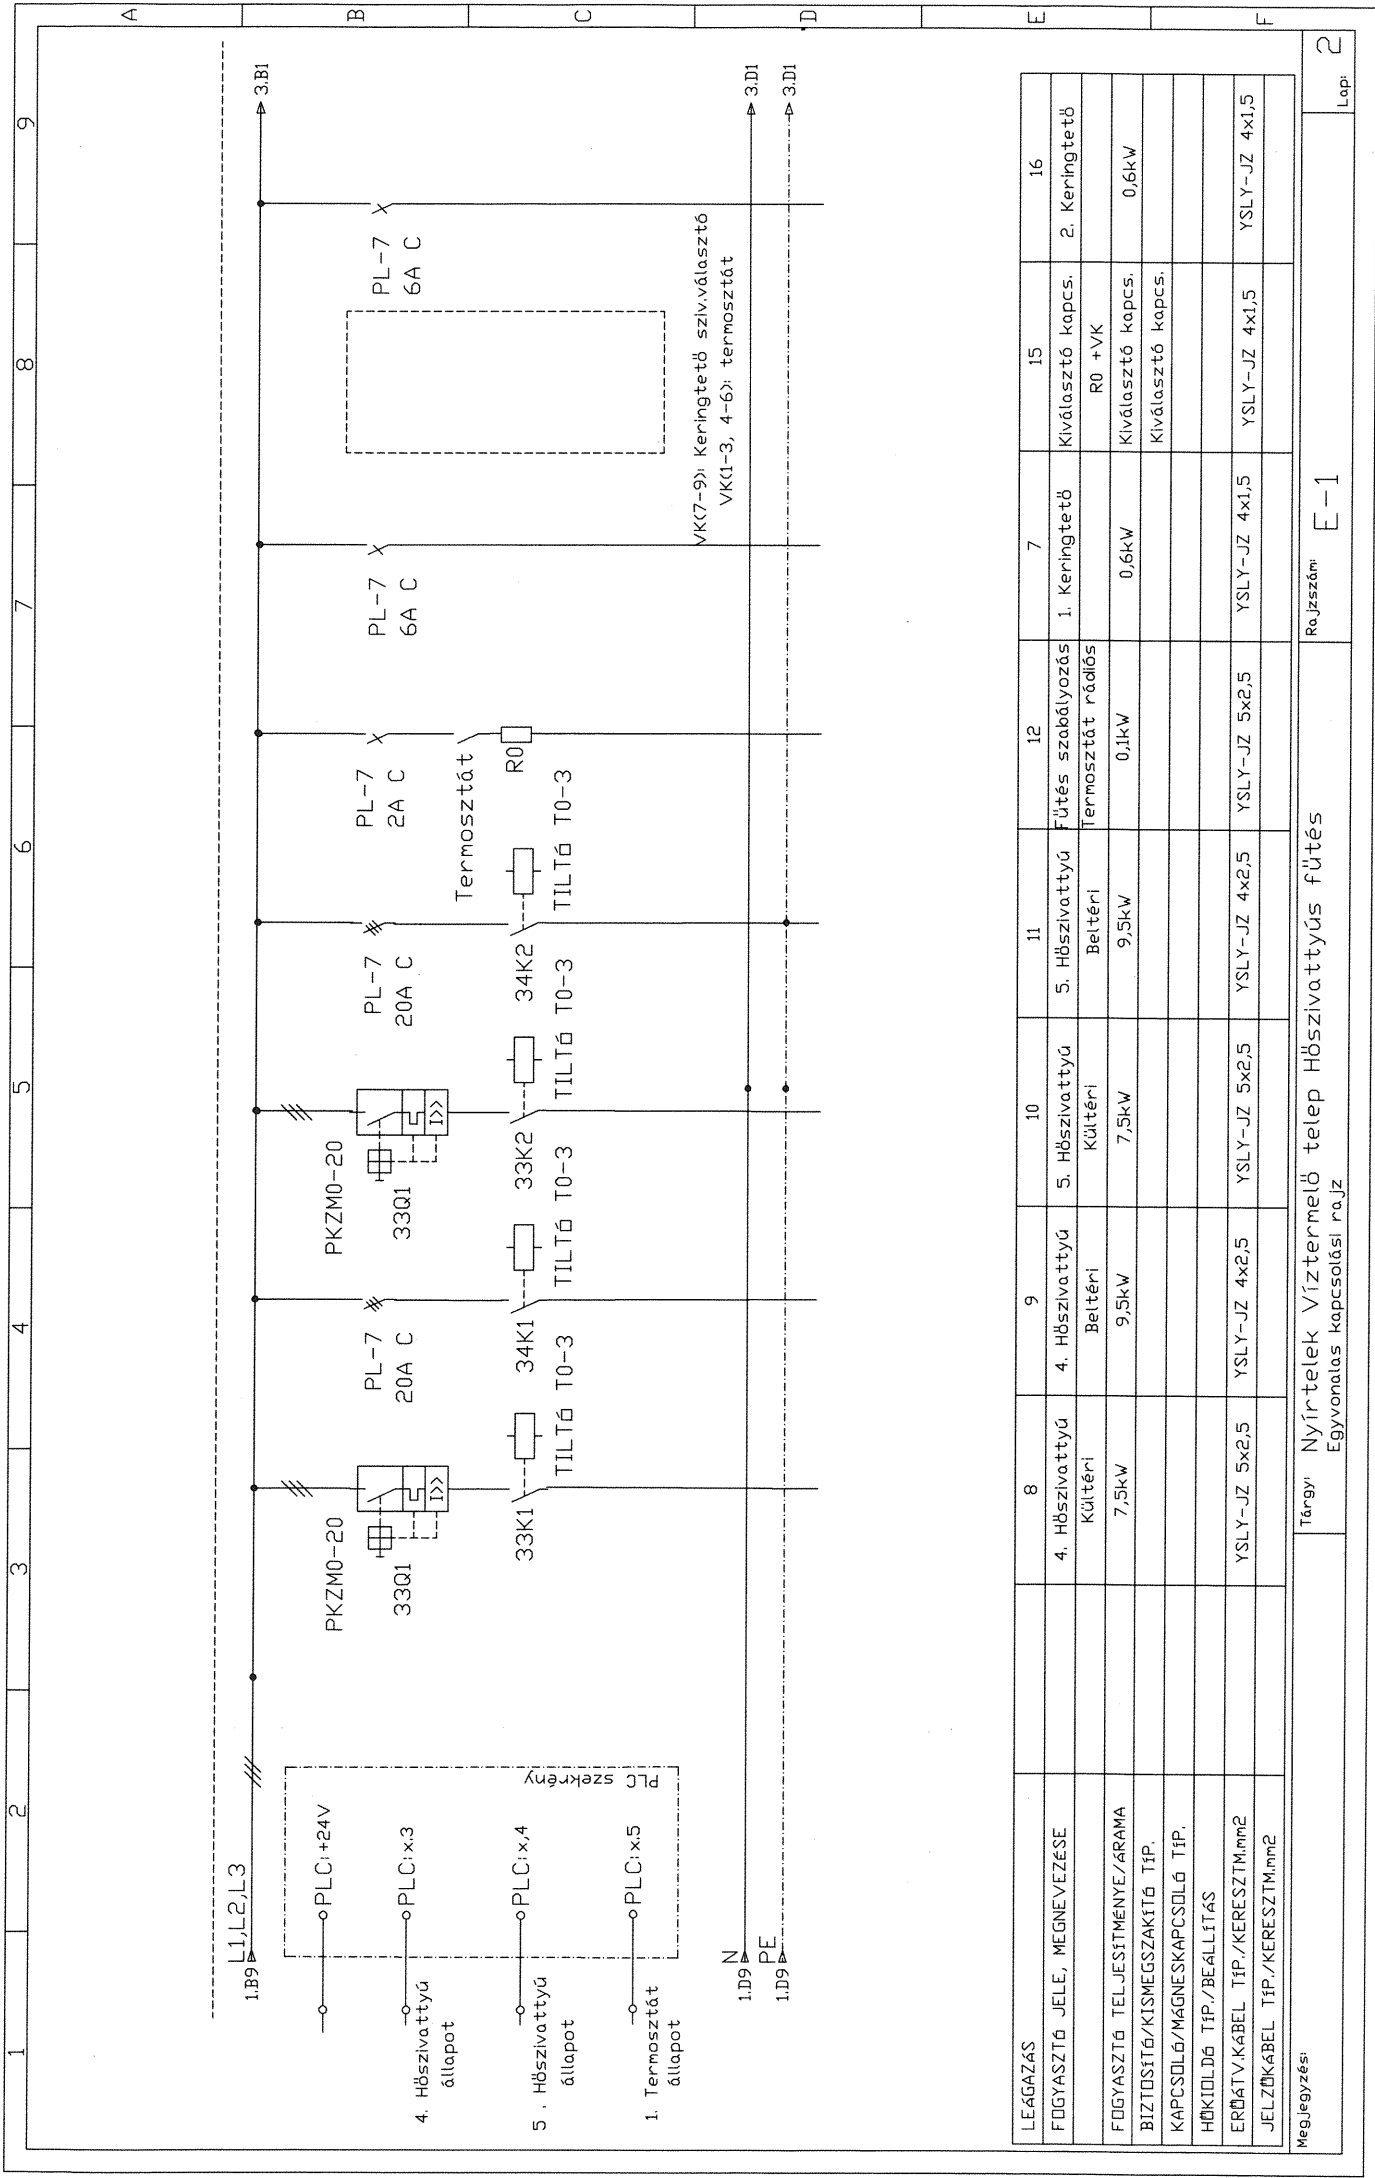 1 2 3 4 5 6 7 8 9
A
B
C
D
E
F
L1,L2,L3
1.B9
3.B1
PLC:+24V
PLC:x.3
PLC:x,4
PLC:x.5
PLC szekrény
4. Hőszivattyú
állapot
5 . Hőszivattyú
állapot
1. Termosztát
állapot
PKZM0-20
33Q1
I>>
33K1
TILTÓ T0-3
PL-7
20A C
34K1
TILTÓ T0-3
PKZM0-20
33Q1
I>>
33K2
TILTÓ T0-3
PL-7
20A C
34K2
TILTÓ T0-3
PL-7
2A C
Termosztát
R0
PL-7
6A C
PL-7
6A C
VK(7-9): Keringtető sziv.választó
VK(1-3, 4-6): termosztát
N
1.D9
3.D1
PE
1.D9
3.D1
LEÁGAZÁS 8 9 10 11 12 7 15 16
FOGYASZTÓ JELE, MEGNEVEZÉSE 4. Hőszivattyú 4. Hőszivattyú 5. Hőszivattyú 5. Hőszivattyú Fűtés szabályozás 1. Keringtető Kiválasztó kapcs. 2. Keringtető
Kültéri Beltéri Kültéri Beltéri Termosztát rádiós R0 +VK
FOGYASZTÓ TELJESÍTMÉNYE/ÁRAMA 7,5kW 9,5kW 7,5kW 9,5kW 0,1kW 0,6kW Kiválasztó kapcs. 0,6kW
BIZTOSÍTÓ/KISMEGSZAKÍTÓ TÍP. Kiválasztó kapcs.
KAPCSOLÓ/MÁGNESKAPCSOLÓ TÍP.
HŐKIOLDÓ TÍP./BEÁLLÍTÁS
ERŐÁTV.KÁBEL TÍP./KERESZTM.mm2 YSLY-JZ 5x2,5 YSLY-JZ 4x2,5 YSLY-JZ 5x2,5 YSLY-JZ 4x2,5 YSLY-JZ 5x2,5 YSLY-JZ 4x1,5 YSLY-JZ 4x1,5 YSLY-JZ 4x1,5
JELZŐKÁBEL TÍP./KERESZTM.mm2
Megjegyzés:
Tárgy: Nyírtelek Víztermelő telep Hőszivattyús fűtés
Egyvonalas kapcsolási rajz
Rajzszám: E-1
Lap: 2